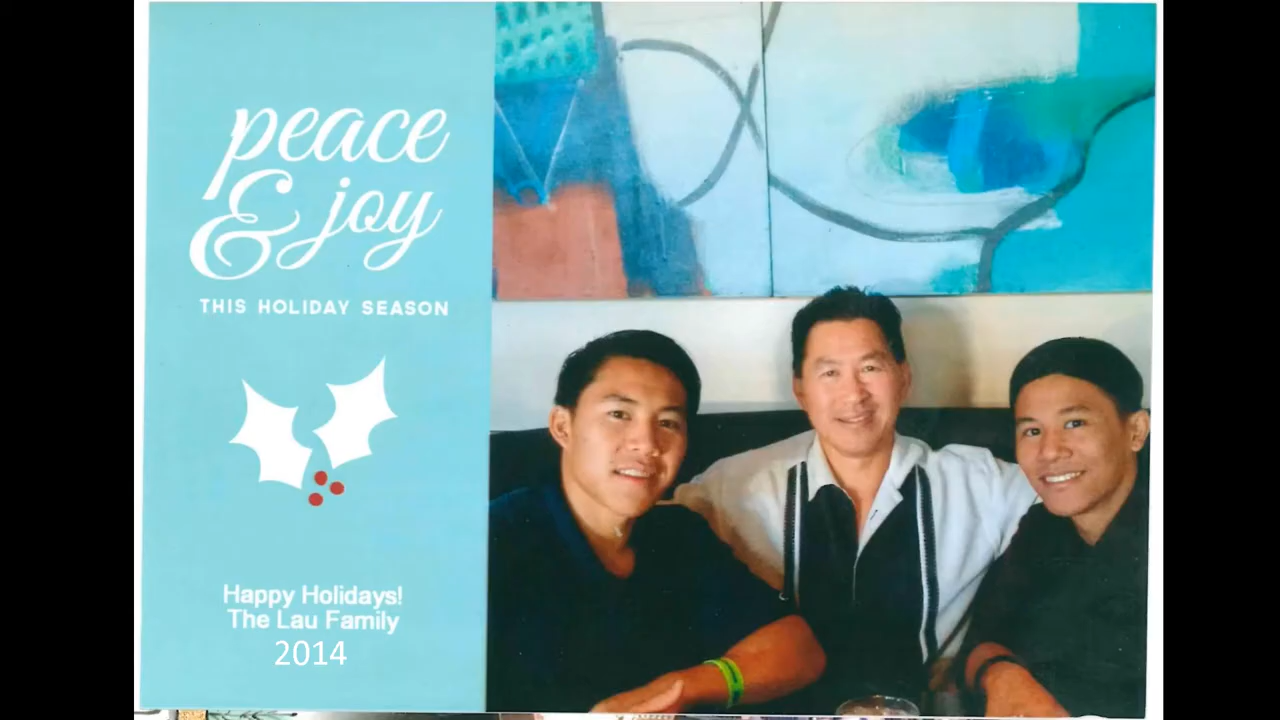 peace
& joy
THIS HOLIDAY SEASON
Happy Holidays!
The Lau Family
2014